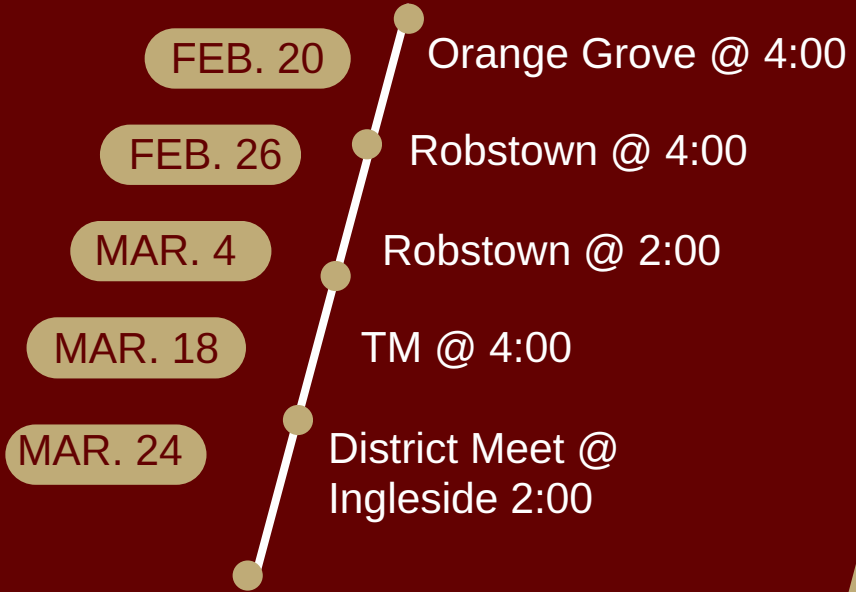 FEB. 20
Orange Grove @ 4:00
FEB. 26
Robstown @ 4:00
MAR. 4
Robstown @ 2:00
MAR. 18
TM @ 4:00
MAR. 24
District Meet @
Ingleside 2:00